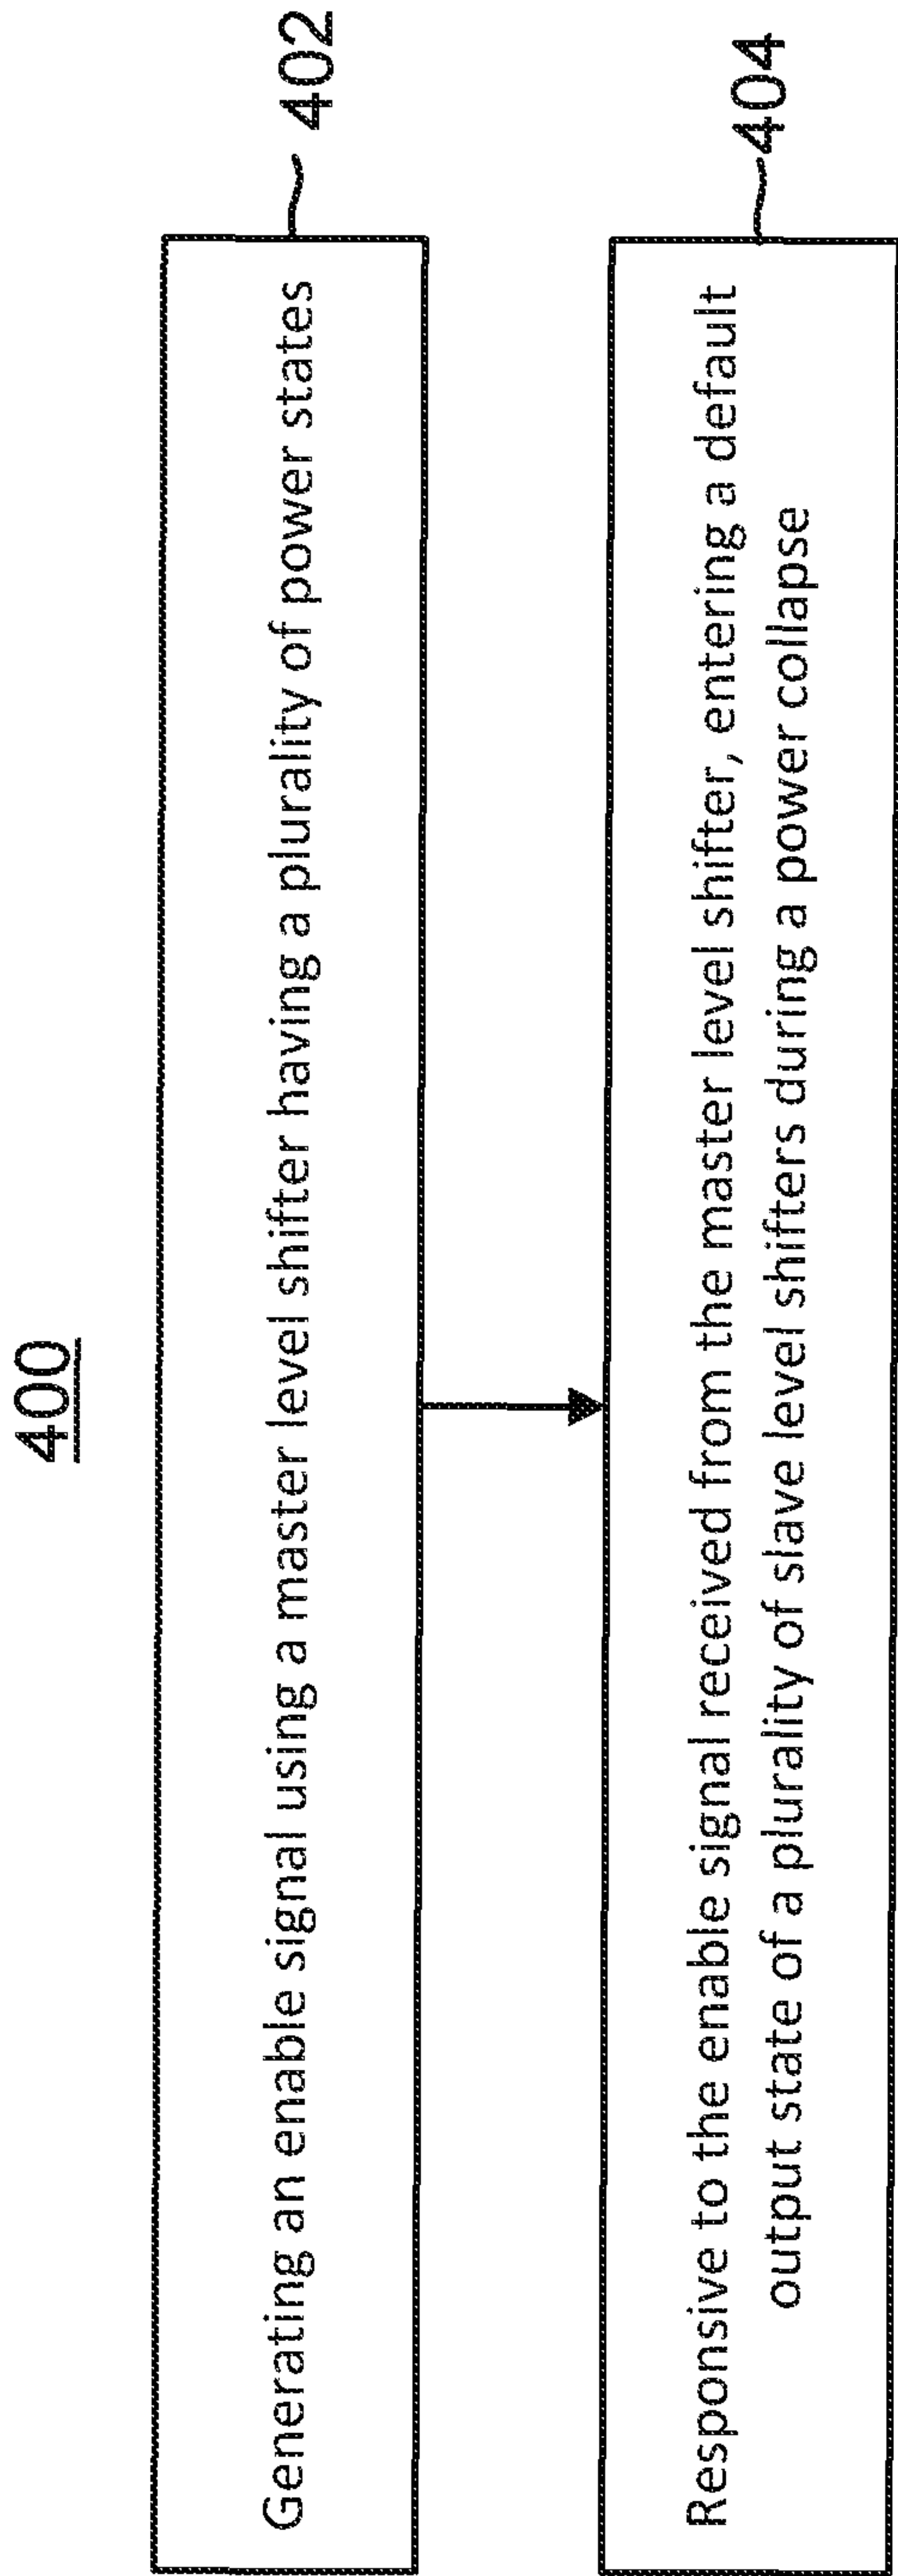 400
Generating an enable signal using a master level shifter having a plurality of power states
402
Responsive to the enable signal received from the master level shifter, entering a default
output state of a plurality of slave level shifters during a power collapse
404